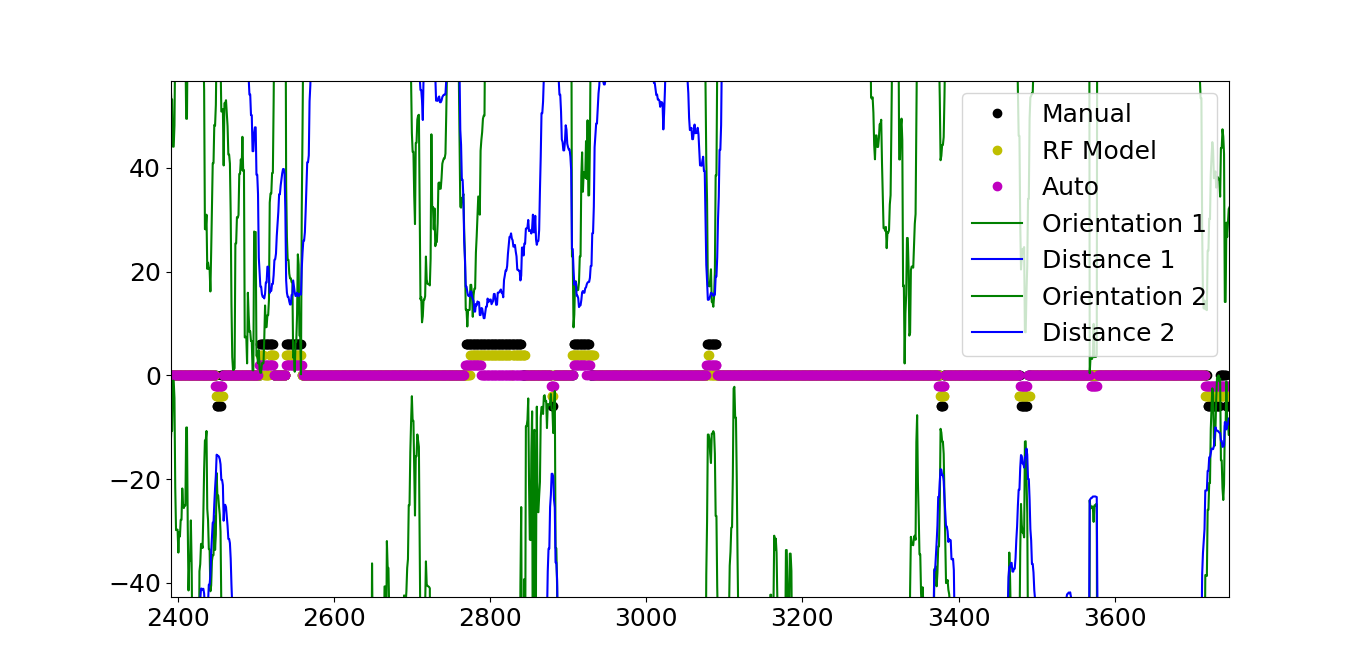 40
20
0
−20
−40
2400 2600 2800 3000 3200 3400 3600
Manual
RF Model
Auto
Orientation 1
Distance 1
Orientation 2
Distance 2